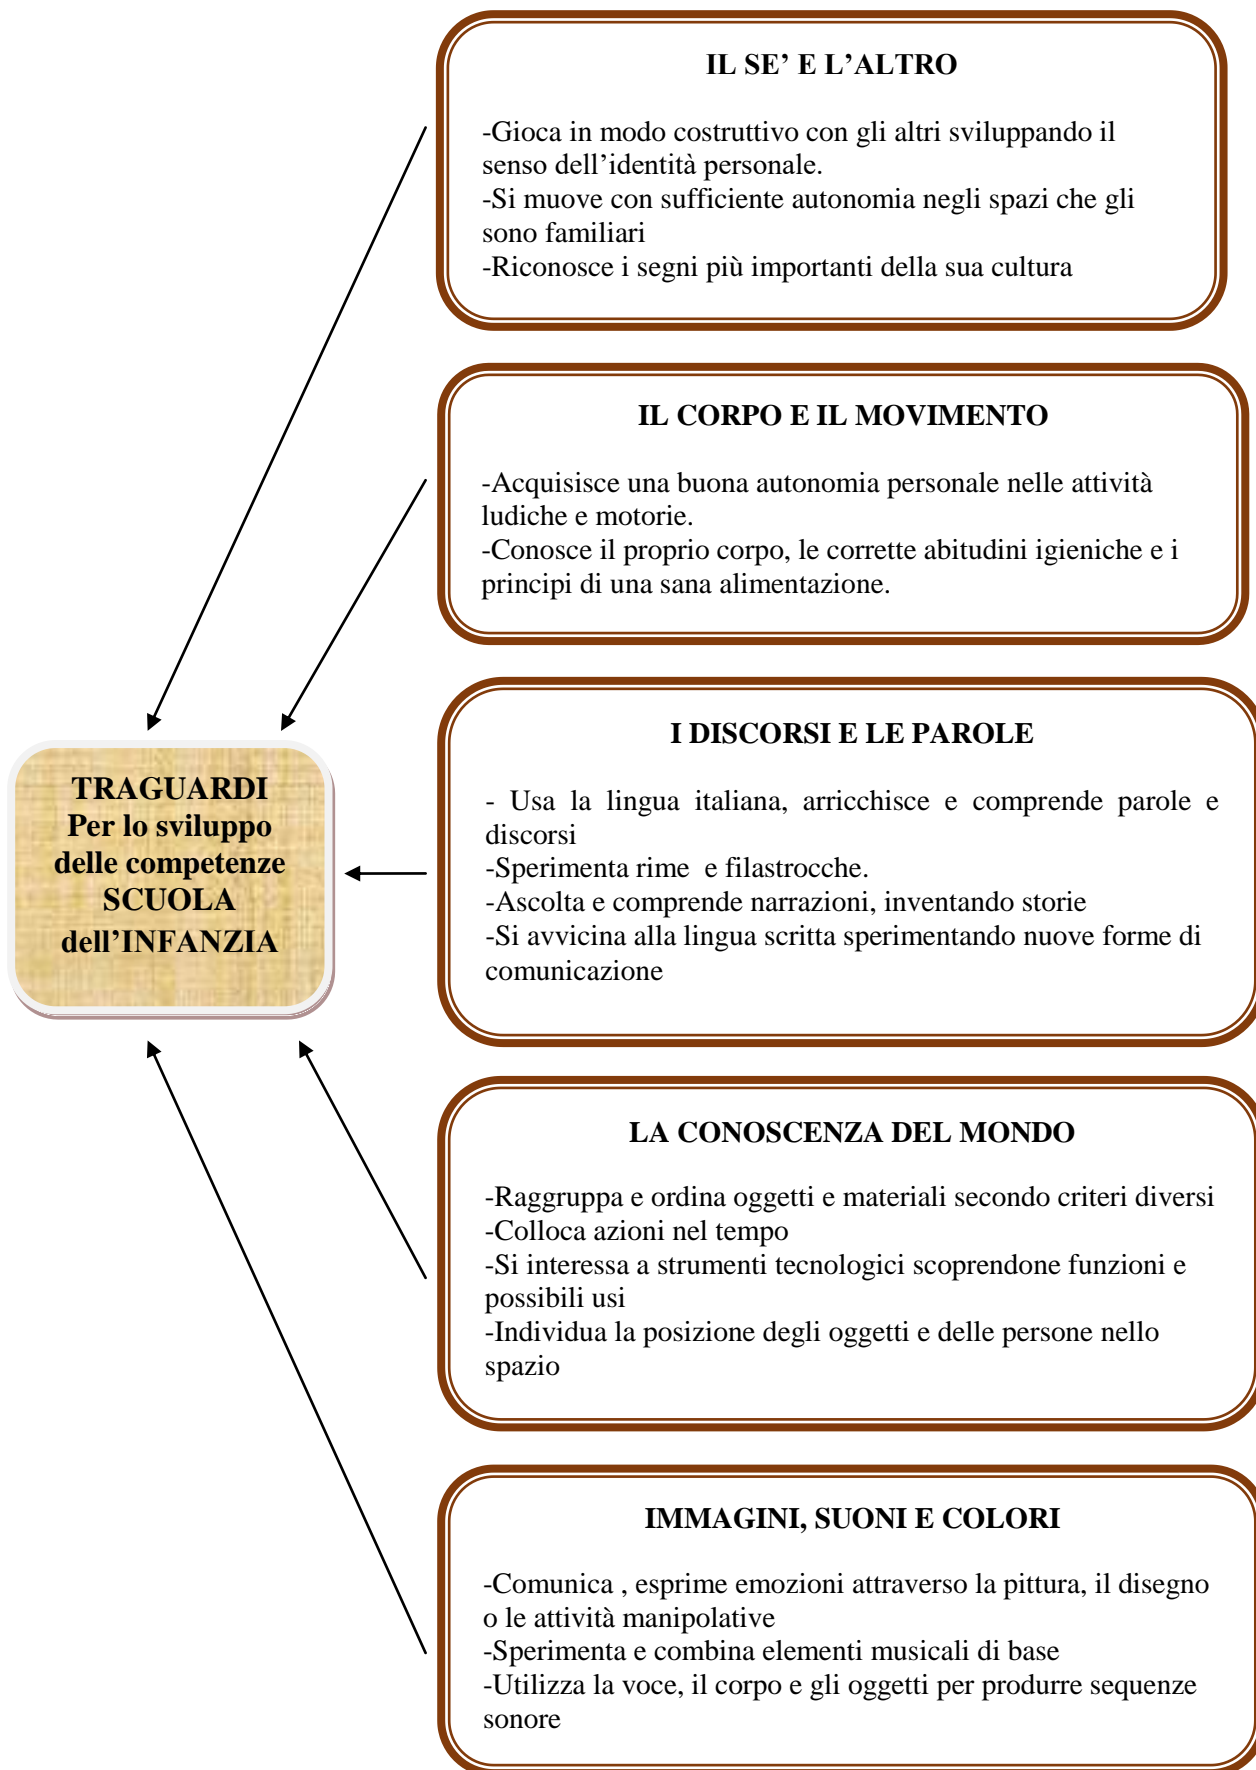 IL SE’ E L’ALTRO
-Gioca in modo costruttivo con gli altri sviluppando il
senso dell’identità personale.
-Si muove con sufficiente autonomia negli spazi che gli
sono familiari
-Riconosce i segni più importanti della sua cultura
IL CORPO E IL MOVIMENTO
-Acquisisce una buona autonomia personale nelle attività
ludiche e motorie.
-Conosce il proprio corpo, le corrette abitudini igieniche e i
principi di una sana alimentazione.
TRAGUARDI
Per lo sviluppo
delle competenze
SCUOLA
dell’INFANZIA
I DISCORSI E LE PAROLE
- Usa la lingua italiana, arricchisce e comprende parole e
discorsi
-Sperimenta rime  e filastrocche.
-Ascolta e comprende narrazioni, inventando storie
-Si avvicina alla lingua scritta sperimentando nuove forme di
comunicazione
LA CONOSCENZA DEL MONDO
-Raggruppa e ordina oggetti e materiali secondo criteri diversi
-Colloca azioni nel tempo
-Si interessa a strumenti tecnologici scoprendone funzioni e
possibili usi
-Individua la posizione degli oggetti e delle persone nello
spazio
IMMAGINI, SUONI E COLORI
-Comunica , esprime emozioni attraverso la pittura, il disegno
o le attività manipolative
-Sperimenta e combina elementi musicali di base
-Utilizza la voce, il corpo e gli oggetti per produrre sequenze
sonore